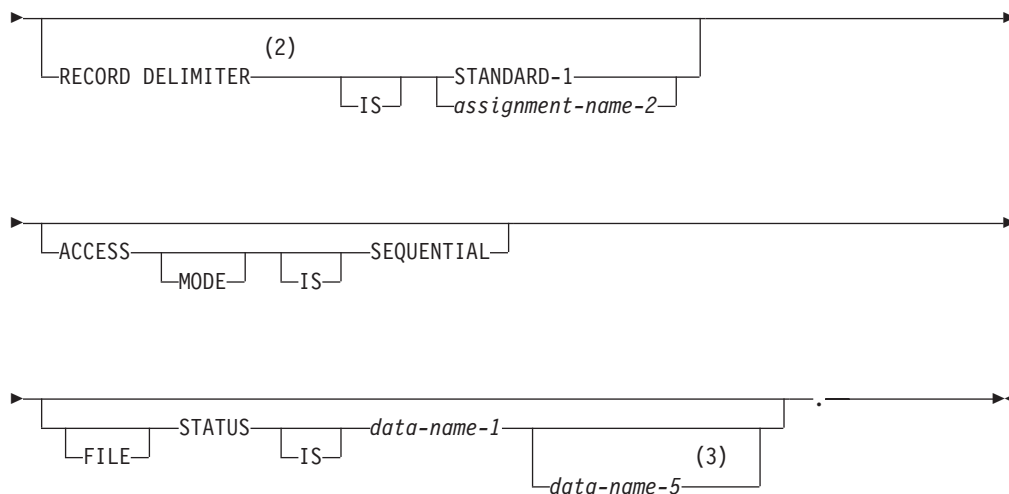 (2)
RECORD DELIMITER IS STANDARD-1
assignment-name-2
ACCESS MODE IS SEQUENTIAL
FILE STATUS IS data-name-1 .
(3)
data-name-5